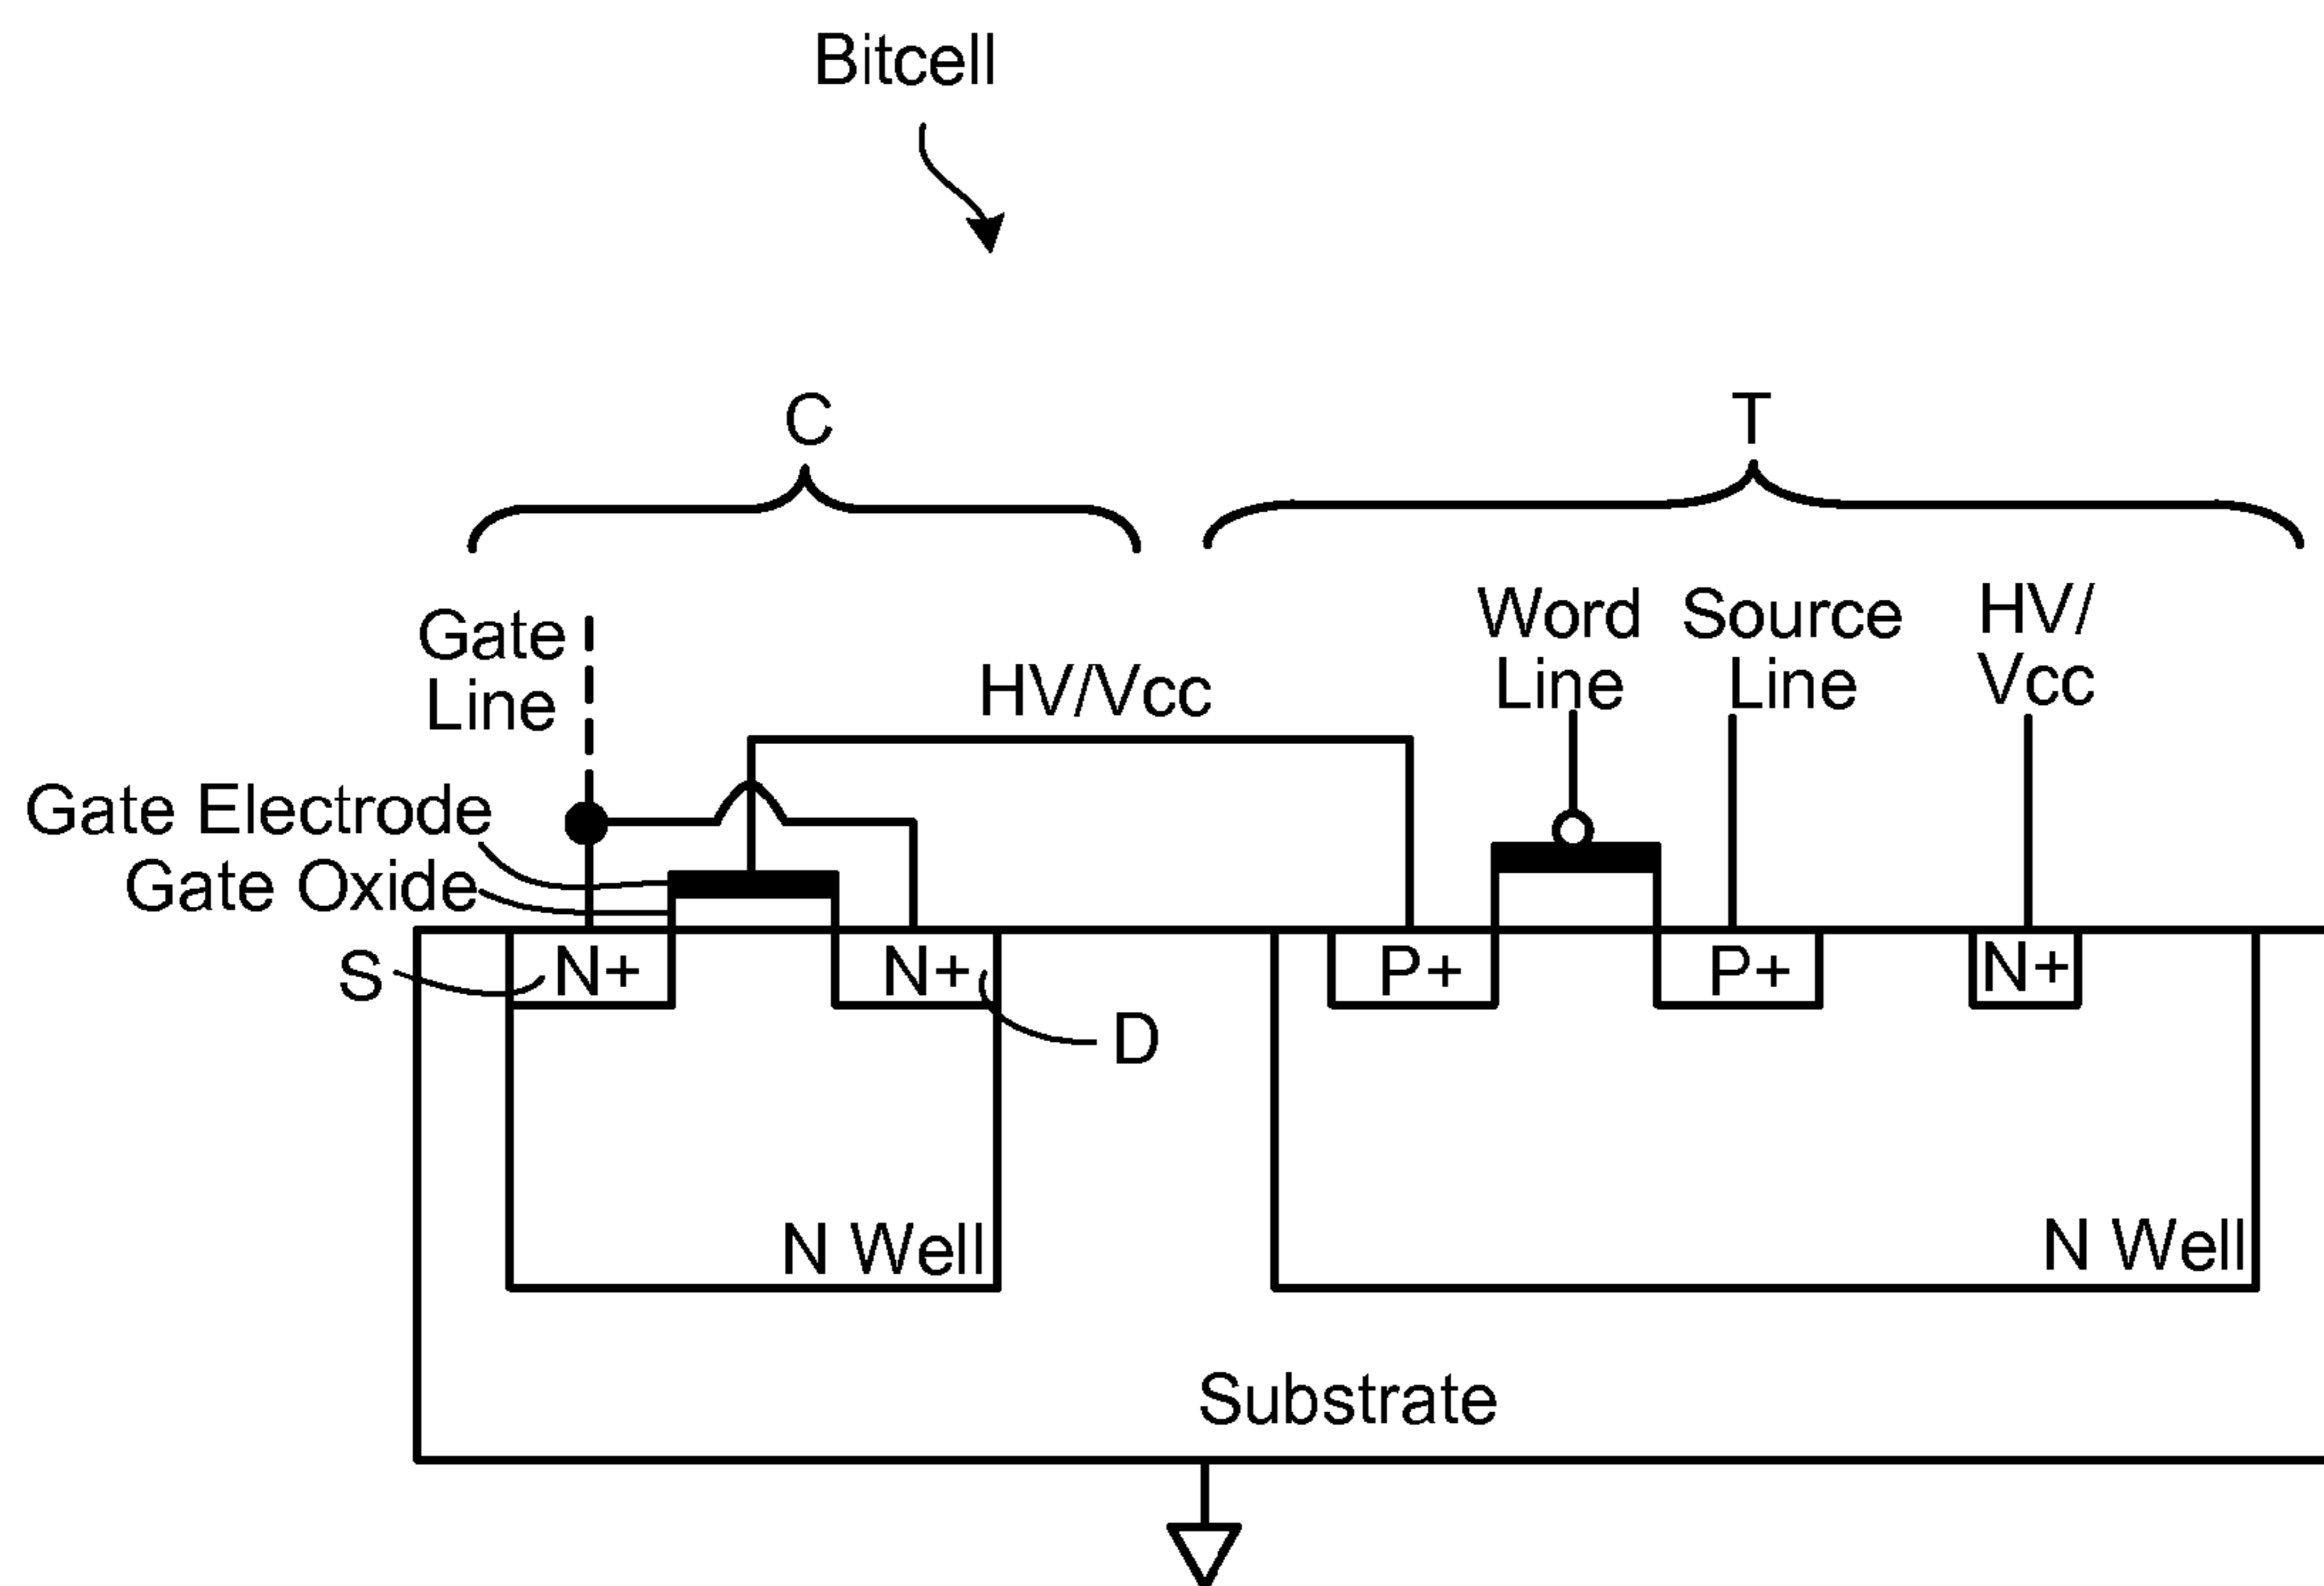 Bitcell
C
T
Gate
Line
HV/Vcc
Word
Line
Source
Line
HV/
Vcc
Gate Electrode
Gate Oxide
S
N+
N+
D
P+
P+
N+
N Well
N Well
Substrate